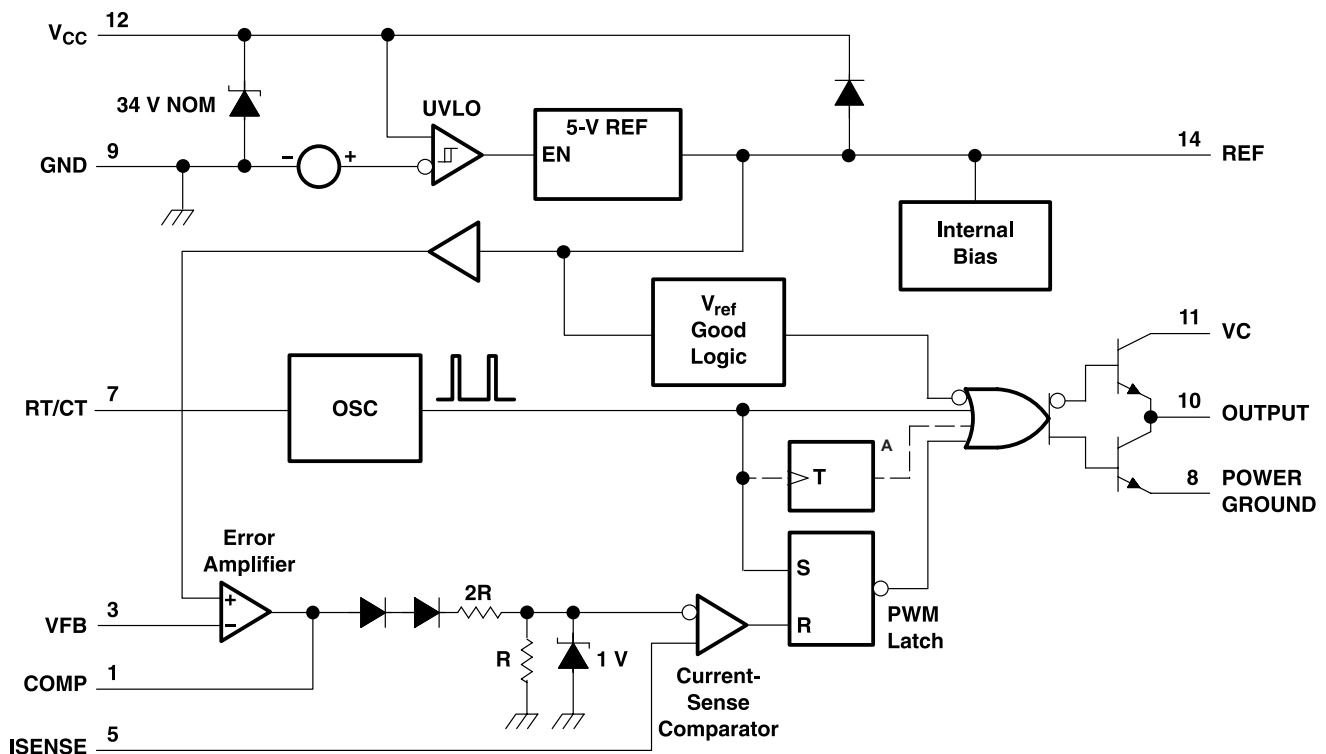 VCC 12
34 V NOM
UVLO
5-V REF
EN
GND 9
- +
14 REF
Internal
Bias
Vref
Good
Logic
11 VC
RT/CT 7
OSC
10 OUTPUT
A
T
8 POWER
GROUND
Error
Amplifier
+
−
S
R
PWM
Latch
2R
VFB 3
R
1 V
COMP 1
Current-
Sense
Comparator
ISENSE 5